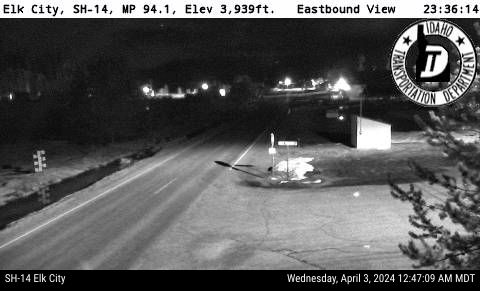 Elk City, SH-14, MP 94.1, Elev 3,939ft. Eastbound View 23:36:14
IDAHO
TRANSPORTATION DEPARTMENT
SH-14 Elk City Wednesday, April 3, 2024 12:47:09 AM MDT